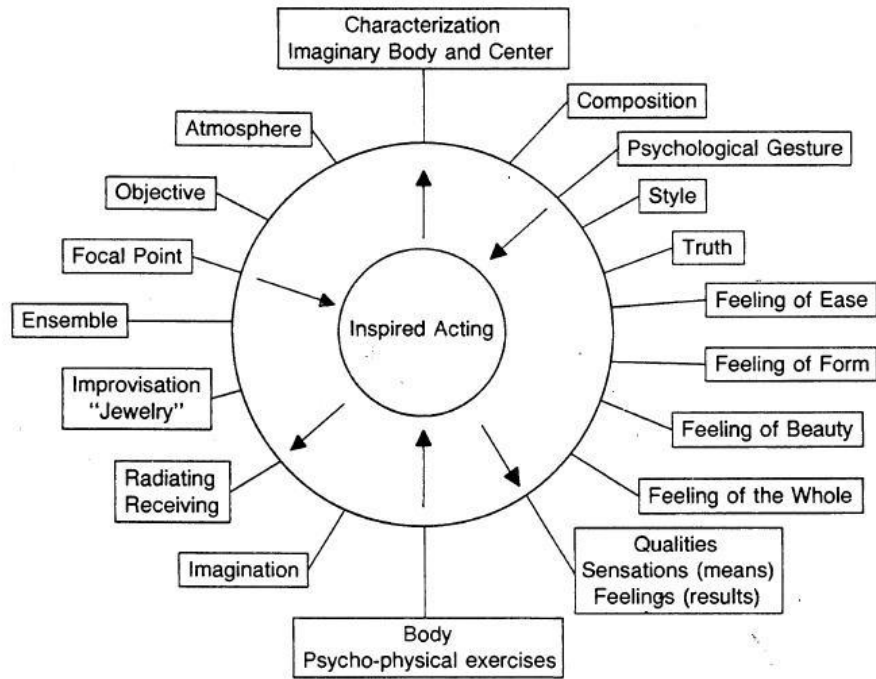 Characterization
Imaginary Body and Center
Composition
Atmosphere
Psychological Gesture
Objective
Style
Truth
Focal Point
Feeling of Ease
Ensemble
Inspired Acting
Feeling of Form
Improvisation
"Jewelry"
Feeling of Beauty
Radiating
Receiving
Feeling of the Whole
Imagination
Qualities
Sensations (means)
Feelings (results)
Body
Psycho-physical exercises